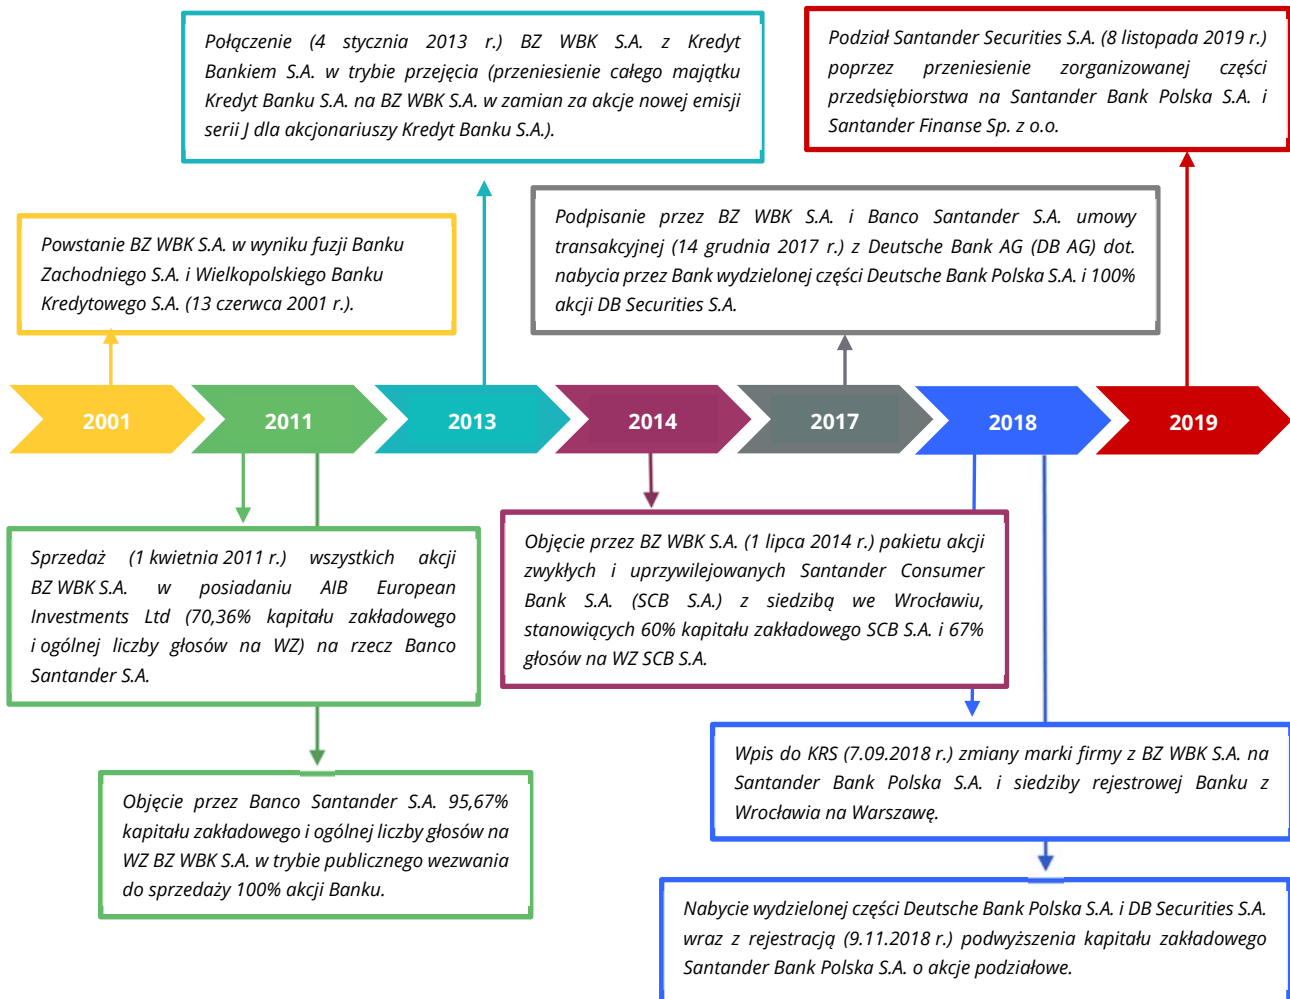 Połączenie (4 stycznia 2013 r.) BZ WBK S.A. z Kredyt
Bankiem S.A. w trybie przejęcia (przeniesienie całego majątku
Kredyt Banku S.A. na BZ WBK S.A. w zamian za akcje nowej emisji
serii J dla akcjonariuszy Kredyt Banku S.A.).
Podział Santander Securities S.A. (8 listopada 2019 r.)
poprzez przeniesienie zorganizowanej części
przedsiębiorstwa na Santander Bank Polska S.A. i
Santander Finanse Sp. z o.o.
Powstanie BZ WBK S.A. w wyniku fuzji Banku
Zachodniego S.A. i Wielkopolskiego Banku
Kredytowego S.A. (13 czerwca 2001 r.).
Podpisanie przez BZ WBK S.A. i Banco Santander S.A. umowy
transakcyjnej (14 grudnia 2017 r.) z Deutsche Bank AG (DB AG) dot.
nabycia przez Bank wydzielonej części Deutsche Bank Polska S.A. i 100%
akcji DB Securities S.A.
2001
2011
2013
2014
2017
2018
2019
Sprzedaż (1 kwietnia 2011 r.) wszystkich akcji
BZ WBK S.A. w posiadaniu AIB European
Investments Ltd (70,36% kapitału zakładowego
i ogólnej liczby głosów na WZ) na rzecz Banco
Santander S.A.
Objęcie przez BZ WBK S.A. (1 lipca 2014 r.) pakietu akcji
zwykłych i uprzywilejowanych Santander Consumer
Bank S.A. (SCB S.A.) z siedzibą we Wrocławiu,
stanowiących 60% kapitału zakładowego SCB S.A. i 67%
głosów na WZ SCB S.A.
Wpis do KRS (7.09.2018 r.) zmiany marki firmy z BZ WBK S.A. na
Santander Bank Polska S.A. i siedziby rejestrowej Banku z
Wrocławia na Warszawę.
Objęcie przez Banco Santander S.A. 95,67%
kapitału zakładowego i ogólnej liczby głosów na
WZ BZ WBK S.A. w trybie publicznego wezwania
do sprzedaży 100% akcji Banku.
Nabycie wydzielonej części Deutsche Bank Polska S.A. i DB Securities S.A.
wraz z rejestracją (9.11.2018 r.) podwyższenia kapitału zakładowego
Santander Bank Polska S.A. o akcje podziałowe.